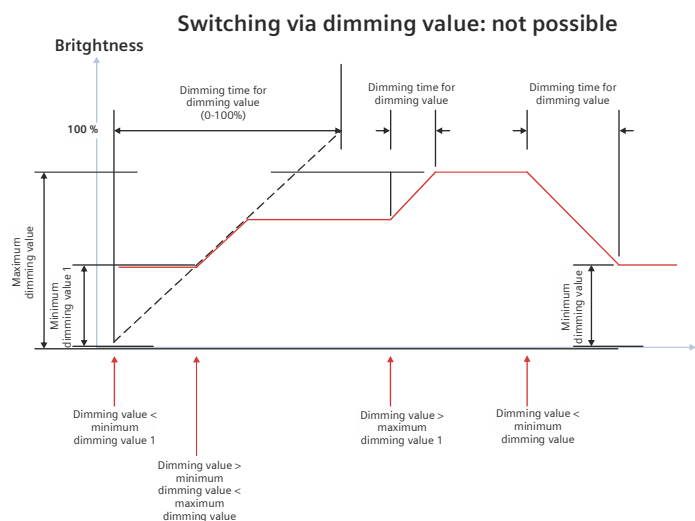 Switching via dimming value: not possible
Britghtness
Dimming time for
dimming value
(0-100%)
Dimming time for
dimming value
Dimming time for
dimming value
100 %
Maximum
dimming value
Minimum
dimming value 1
Minimum
dimming value
Dimming value <
minimum
dimming value 1
Dimming value >
minimum
dimming value <
maximum
dimming value
Dimming value >
maximum
dimming value 1
Dimming value <
minimum
dimming value